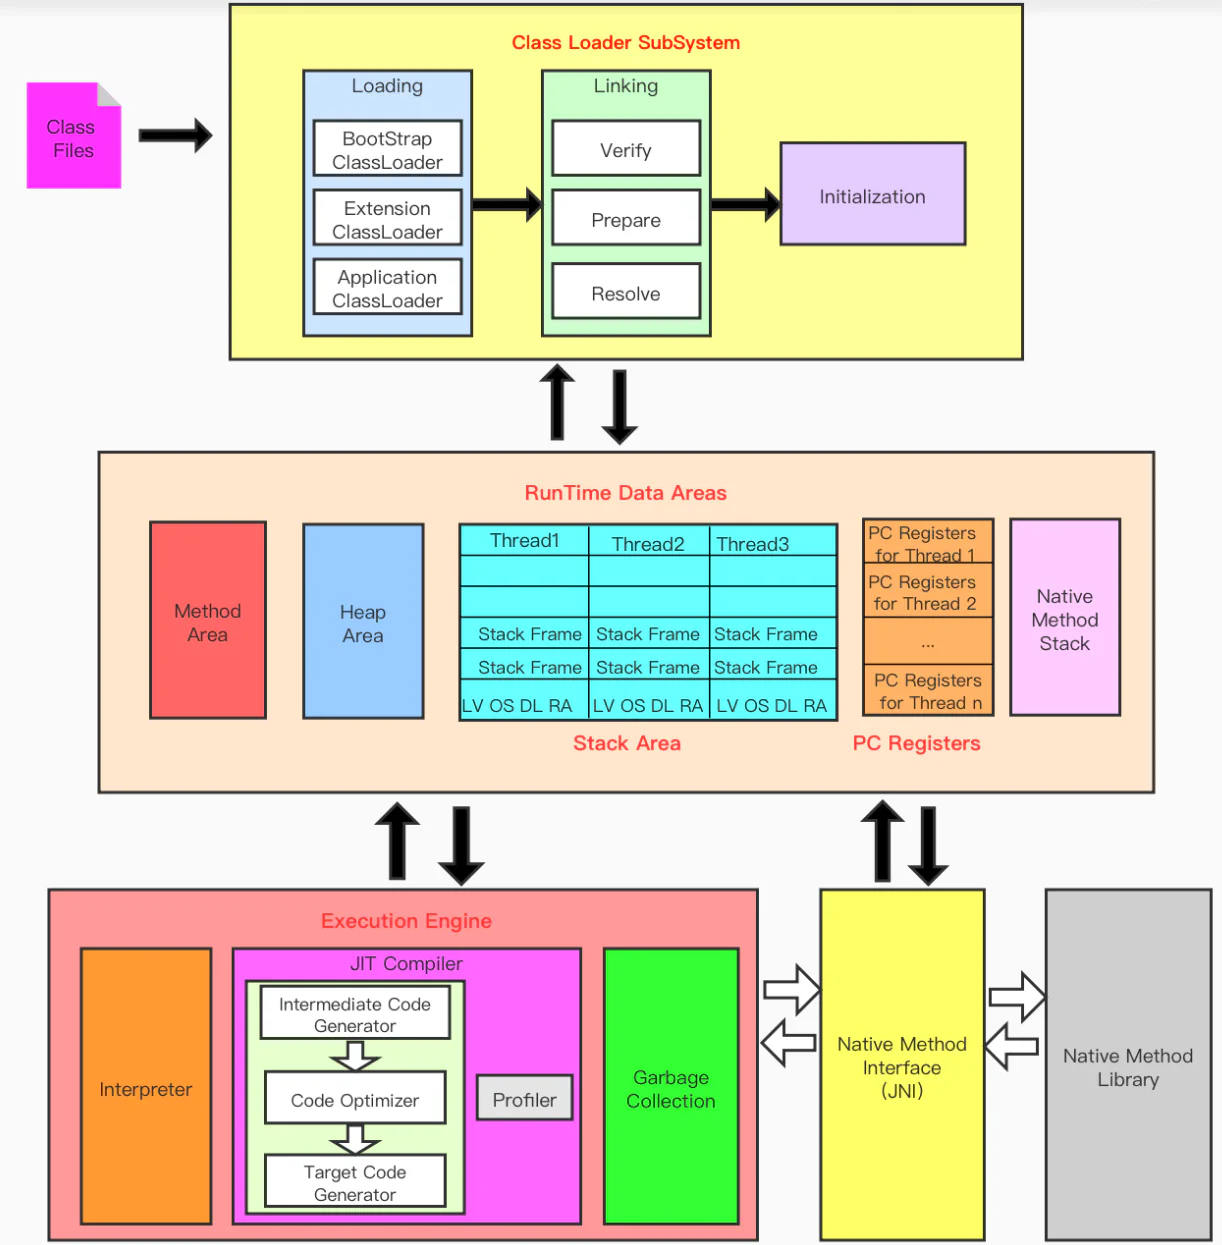 Class Loader SubSystem
Class
Files
Loading
BootStrap
ClassLoader
Extension
ClassLoader
Application
ClassLoader
Linking
Verify
Prepare
Resolve
Initialization
RunTime Data Areas
Method
Area
Heap
Area
Thread1 Thread2 Thread3
Stack Frame Stack Frame Stack Frame
Stack Frame Stack Frame Stack Frame
LV OS DL RA LV OS DL RA LV OS DL RA
Stack Area
PC Registers
for Thread 1
PC Registers
for Thread 2
...
PC Registers
for Thread n
PC Registers
Native
Method
Stack
Execution Engine
Interpreter
JIT Compiler
Intermediate Code
Generator
Code Optimizer
Target Code
Generator
Profiler
Garbage
Collection
Native Method
Interface
(JNI)
Native Method
Library